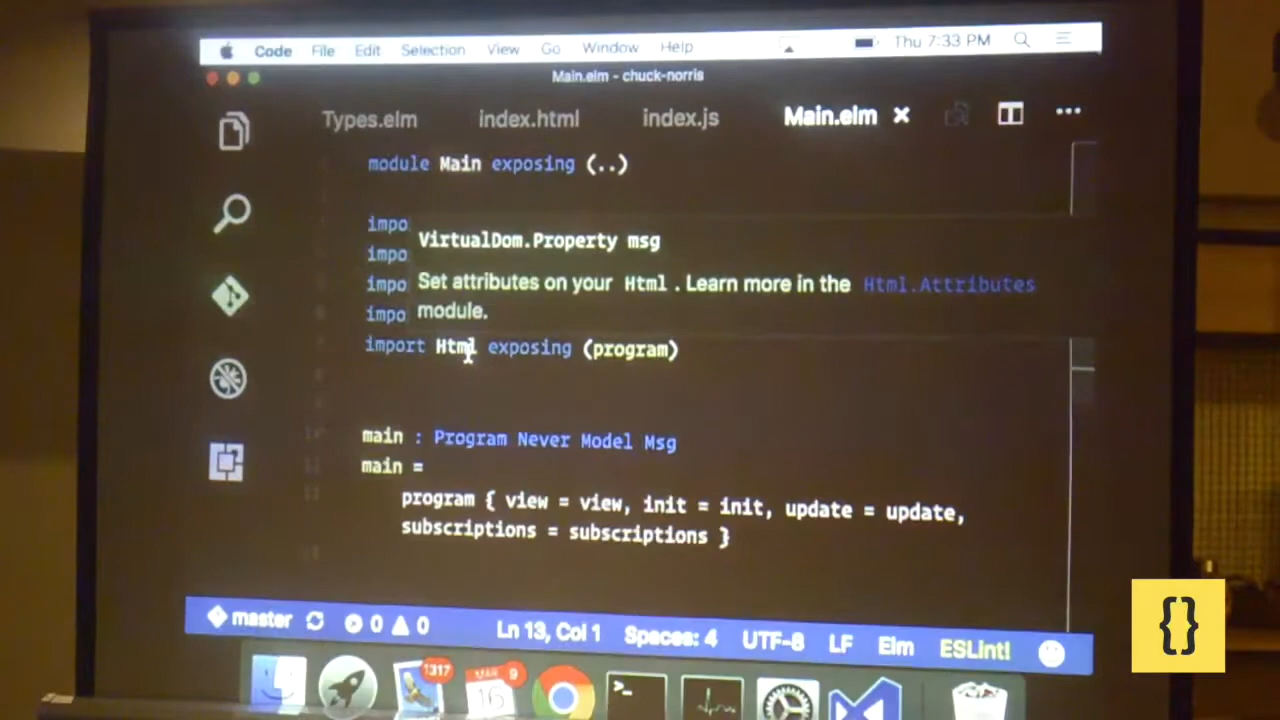 Code File Edit Selection View Go Window Help Thu 7:33 PM
Main.elm - chuck-norris
Types.elm index.html index.js Main.elm
module Main exposing (..)
impo
VirtualDom.Property msg
impo
impo Set attributes on your Html . Learn more in the Html.Attributes
impo module.
import Html exposing (program)
main : Program Never Model Msg
main =
program { view = view, init = init, update = update,
subscriptions = subscriptions }
master 0 0 Ln 13, Col 1 Spaces: 4 UTF-8 LF Elm ESLint!
1317
MAR 9
16
>_
{}